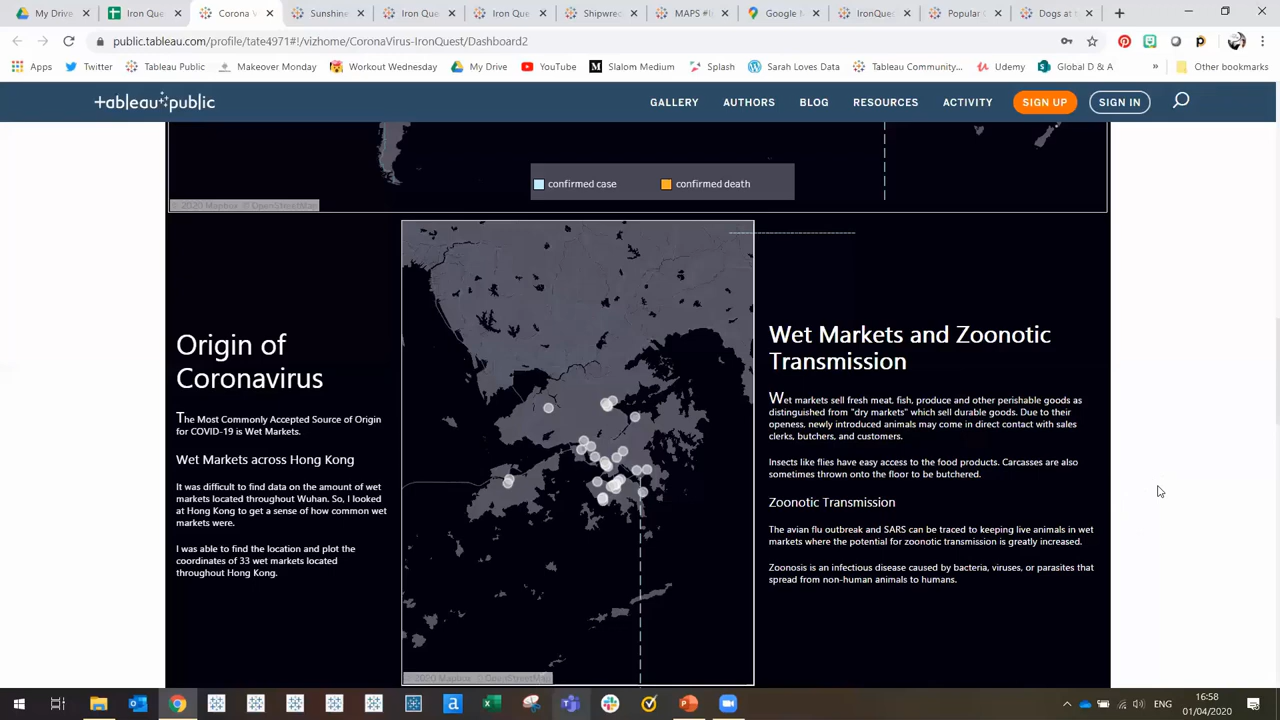 My Drive
Iron Que
Corona V
Sunshine
Iron Que
Iron Que
Shipwre
MAPS #I
Google
IronQue
Popular
Dogs at
public.tableau.com/profile/tate4971#!/vizhome/CoronaVirus-IronQuest/Dashboard2
Apps
Twitter
Tableau Public
Makeover Monday
Workout Wednesday
My Drive
YouTube
Slalom Medium
Splash
Sarah Loves Data
Tableau Community...
Udemy
Global D & A
»
Other bookmarks
+ableau public
GALLERY
AUTHORS
BLOG
RESOURCES
ACTIVITY
SIGN UP
SIGN IN
confirmed case
confirmed death
© 2020 Mapbox © OpenStreetMap
Origin of
Coronavirus
The Most Commonly Accepted Source of Origin
for COVID-19 is Wet Markets.
Wet Markets across Hong Kong
It was difficult to find data on the amount of wet
markets located throughout Wuhan. So, I looked
at Hong Kong to get a sense of how common wet
markets were.
I was able to find the location and plot the
coordinates of 33 wet markets located
throughout Hong Kong.
© 2020 Mapbox © OpenStreetMap
Wet Markets and Zoonotic
Transmission
Wet markets sell fresh meat, fish, produce and other perishable goods as
distinguished from "dry markets" which sell durable goods. Due to their
openess, newly introduced animals may come in direct contact with sales
clerks, butchers, and customers.
Insects like flies have easy access to the food products. Carcasses are also
sometimes thrown onto the floor to be butchered.
Zoonotic Transmission
The avian flu outbreak and SARS can be traced to keeping live animals in wet
markets where the potential for zoonotic transmission is greatly increased.
Zoonosis is an infectious disease caused by bacteria, viruses, or parasites that
spread from non-human animals to humans.
ENG
16:58
01/04/2020